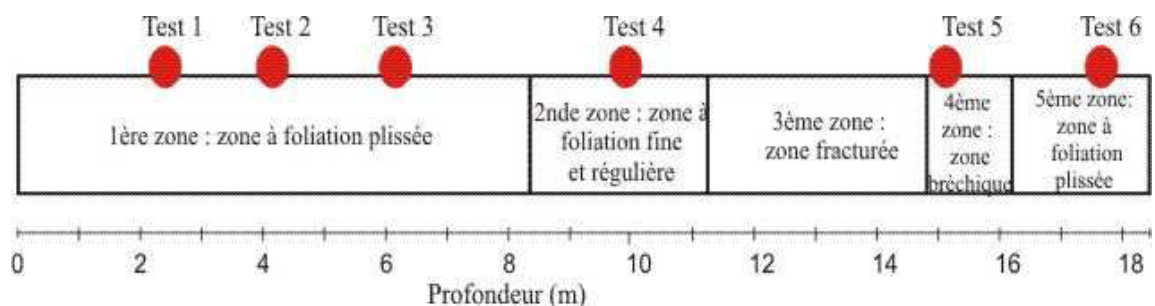 Test 1 Test 2 Test 3 Test 4 Test 5 Test 6
1ère zone : zone à foliation plissée
2nde zone : zone à
foliation fine
et régulière
3ème zone :
zone fracturée
4ème
zone :
zone
brèchique
5ème zone:
zone à
foliation
plissée
0 2 4 6 8 10 12 14 16 18
Profondeur (m)